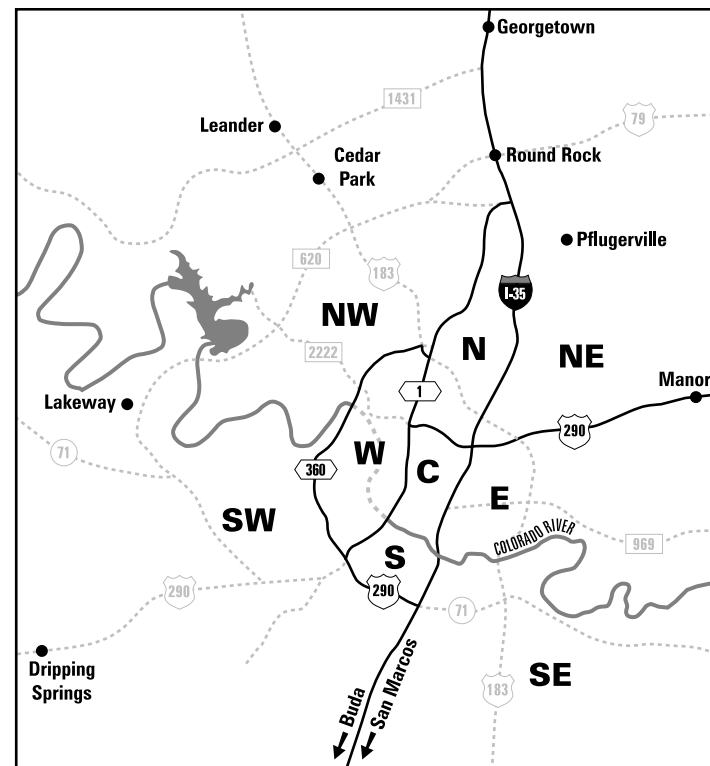 Georgetown
1431
79
Leander
Cedar
Park
Round Rock
Pflugerville
620
183
I-35
NW
N
NE
2222
1
Manor
Lakeway
290
71
W
360
C
E
SW
COLORADO RIVER
969
S
290
290
71
Dripping
Springs
SE
183
Buda
San Marcos